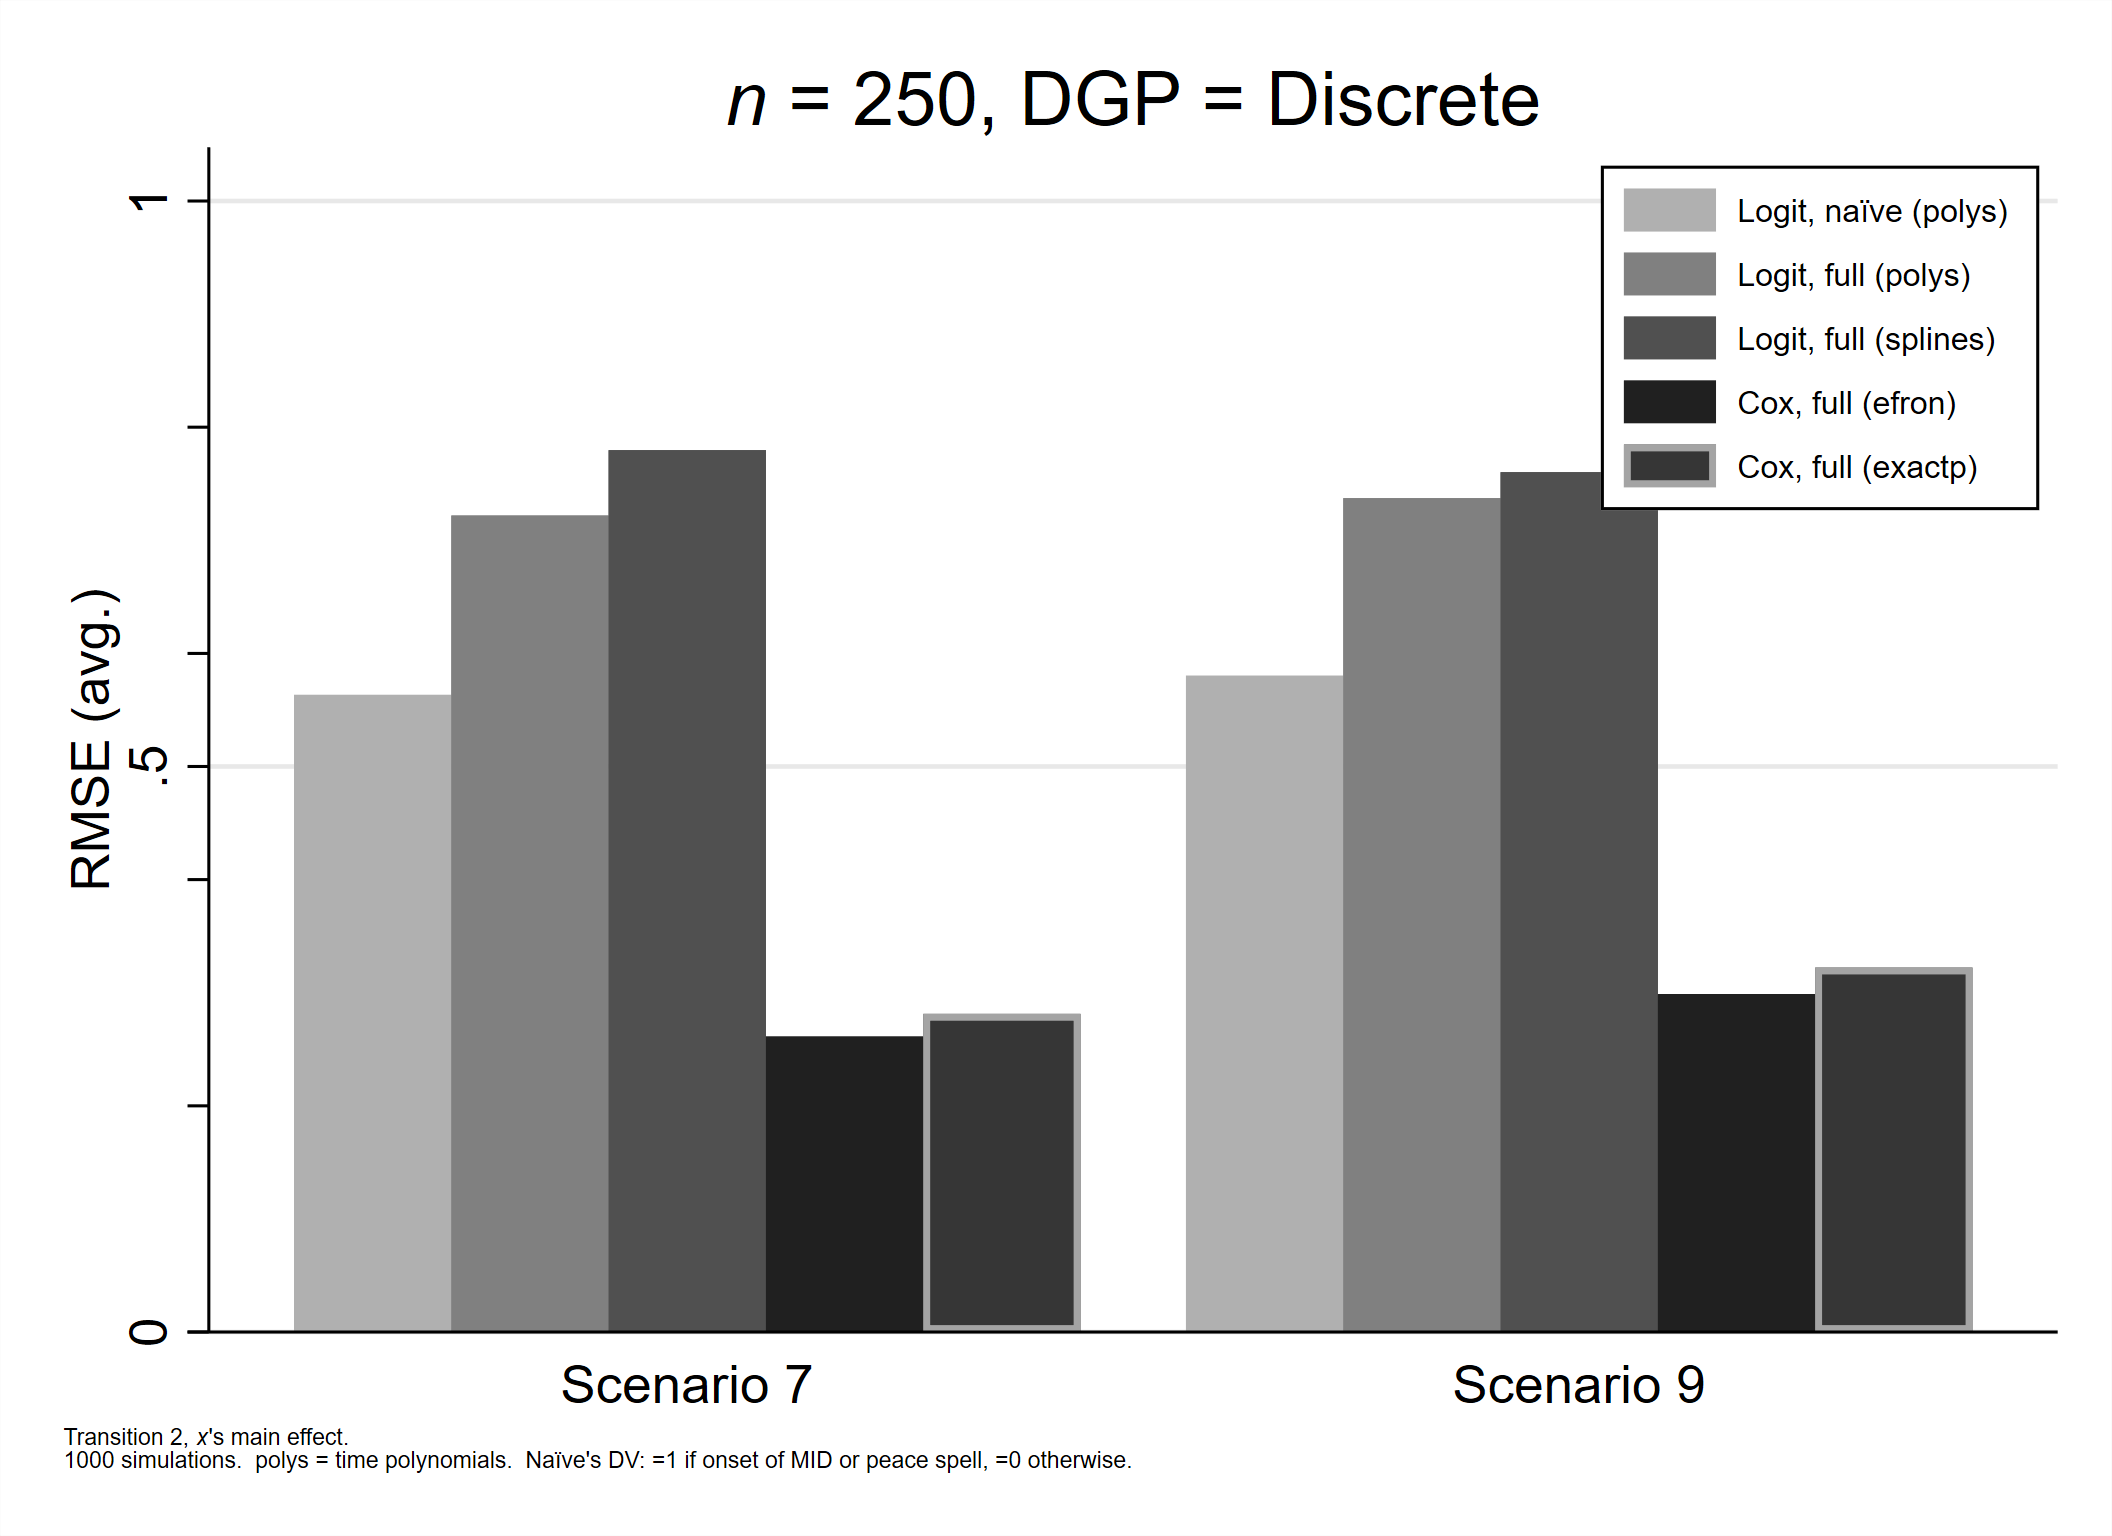 n = 250, DGP = Discrete
1
.5
0
RMSE (avg.)
Logit, naïve (polys)
Logit, full (polys)
Logit, full (splines)
Cox, full (efron)
Cox, full (exactp)
Scenario 7
Scenario 9
Transition 2, x's main effect.
1000 simulations.  polys = time polynomials.  Naïve's DV: =1 if onset of MID or peace spell, =0 otherwise.